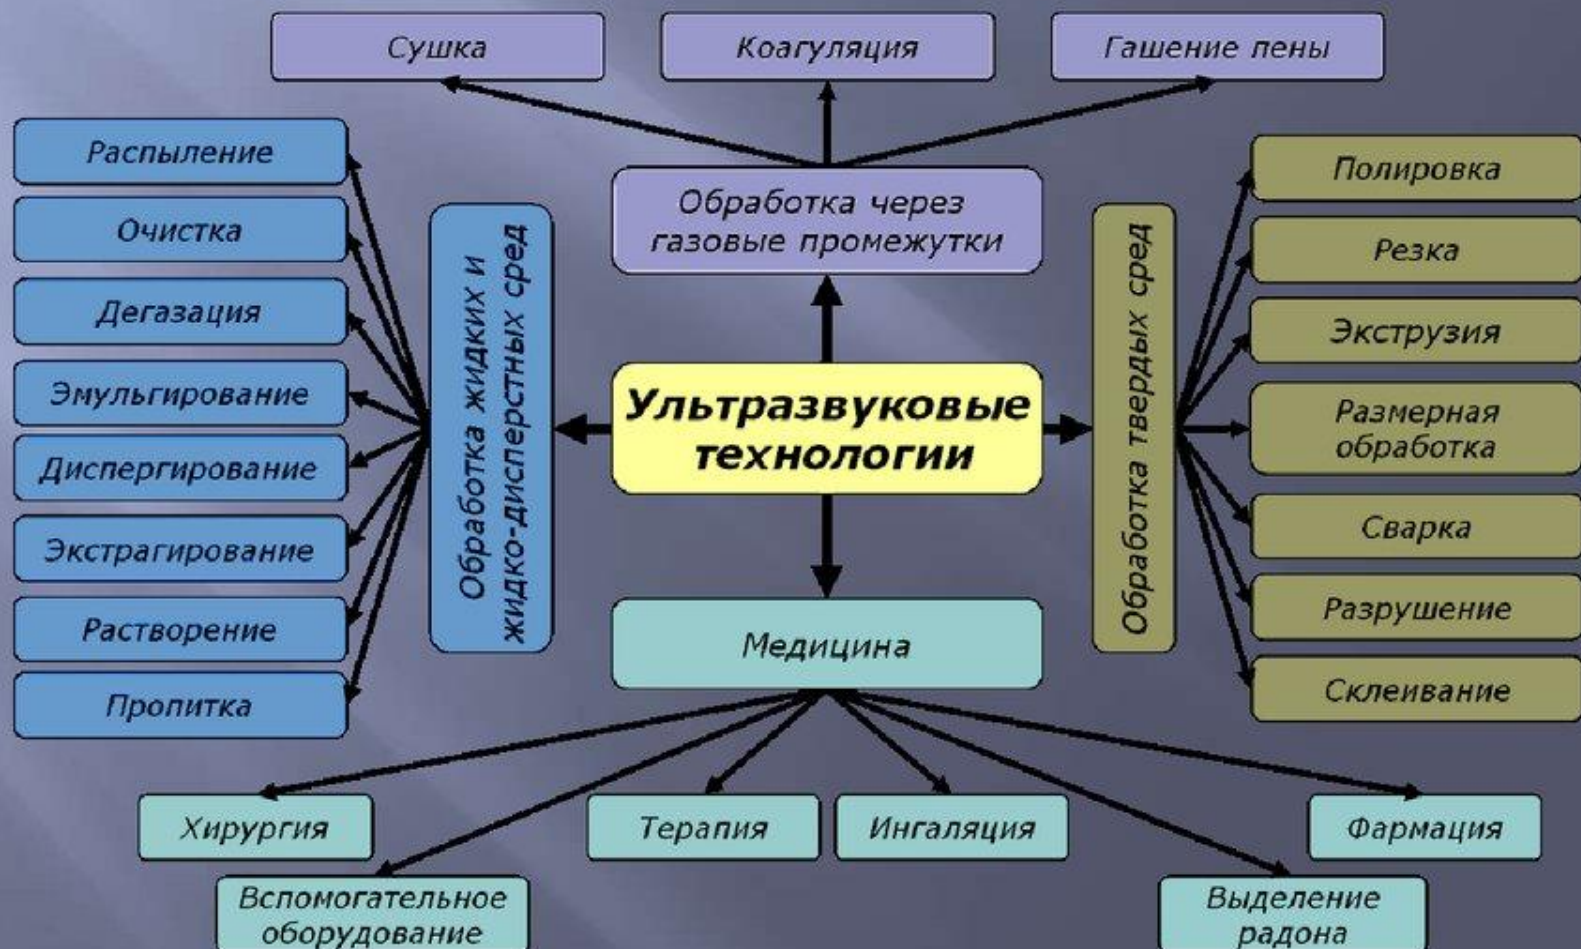 Сушка
Коагуляция
Гашение пены
Распыление
Очистка
Дегазация
Эмульгирование
Диспергирование
Экстрагирование
Растворение
Пропитка
Обработка жидких и
жидко-дисперстных сред
Обработка через
газовые промежутки
Ультразвуковые
технологии
Медицина
Обработка твердых сред
Полировка
Резка
Экструзия
Размерная
обработка
Сварка
Разрушение
Склеивание
Хирургия
Терапия
Ингаляция
Фармация
Вспомогательное
оборудование
Выделение
радона